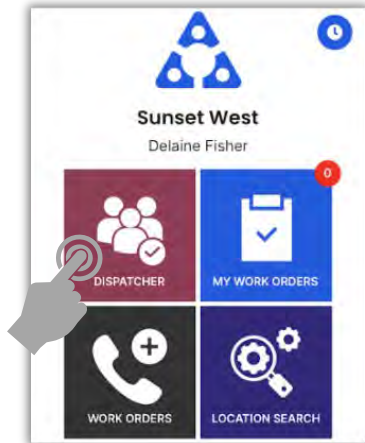 Sunset West
Delaine Fisher
0
DISPATCHER
MY WORK ORDERS
WORK ORDERS
LOCATION SEARCH